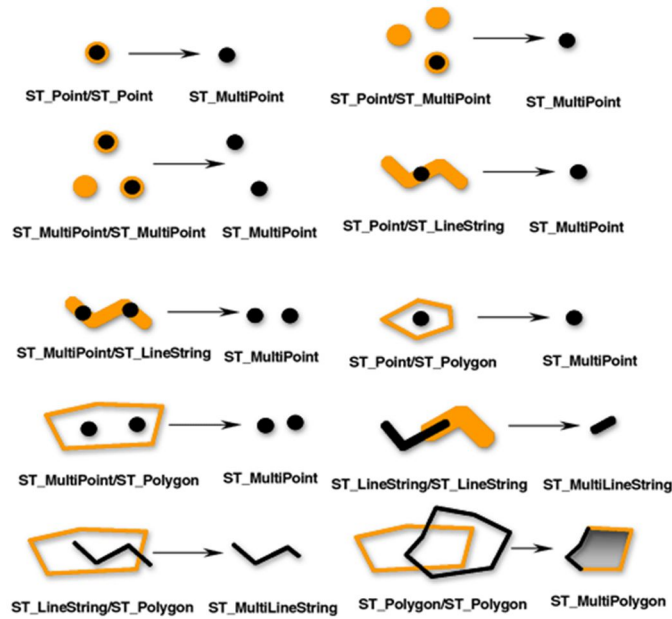 ST_Point/ST_Point ST_MultiPoint
ST_Point/ST_MultiPoint ST_MultiPoint
ST_MultiPoint/ST_MultiPoint ST_MultiPoint
ST_Point/ST_LineString ST_MultiPoint
ST_MultiPoint/ST_LineString ST_MultiPoint
ST_Point/ST_Polygon ST_MultiPoint
ST_MultiPoint/ST_Polygon ST_MultiPoint
ST_LineString/ST_LineString ST_MultiLineString
ST_LineString/ST_Polygon ST_MultiLineString
ST_Polygon/ST_Polygon ST_MultiPolygon